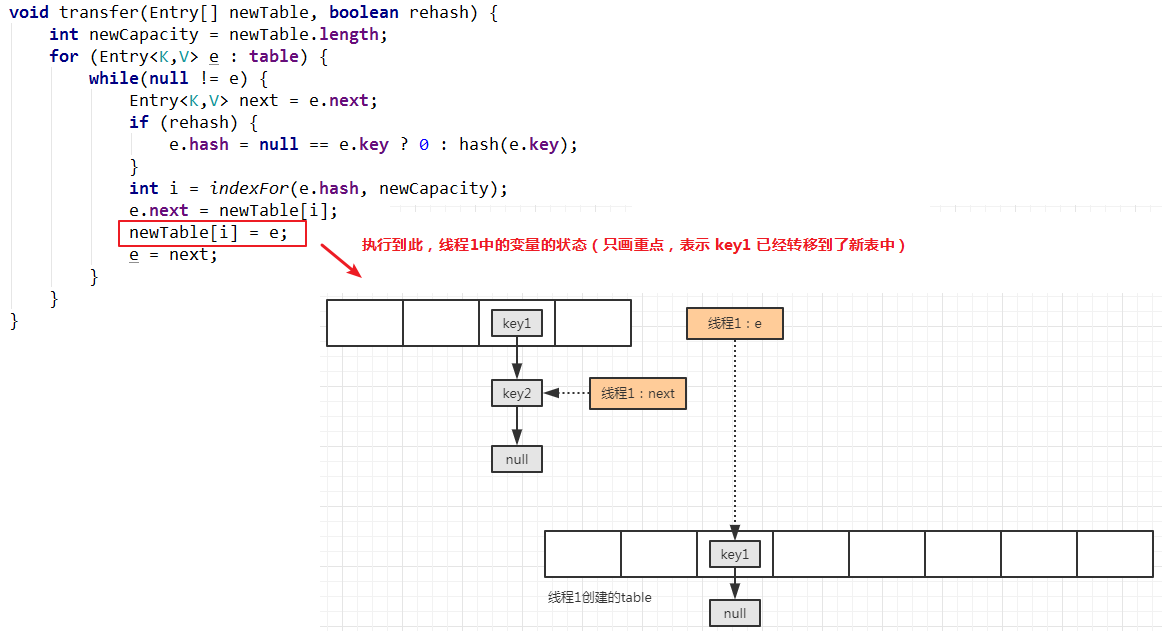 void transfer(Entry[] newTable, boolean rehash) {
int newCapacity = newTable.length;
for (Entry<K,V> e : table) {
while(null != e) {
Entry<K,V> next = e.next;
if (rehash) {
e.hash = null == e.key ? 0 : hash(e.key);
}
int i = indexFor(e.hash, newCapacity);
e.next = newTable[i];
newTable[i] = e;
执行到此，线程1中的变量的状态（只画重点，表示 key1 已经转移到了新表中）
e = next;
}
}
}
key1
线程1：e
key2
线程1：next
null
key1
线程1创建的table
null